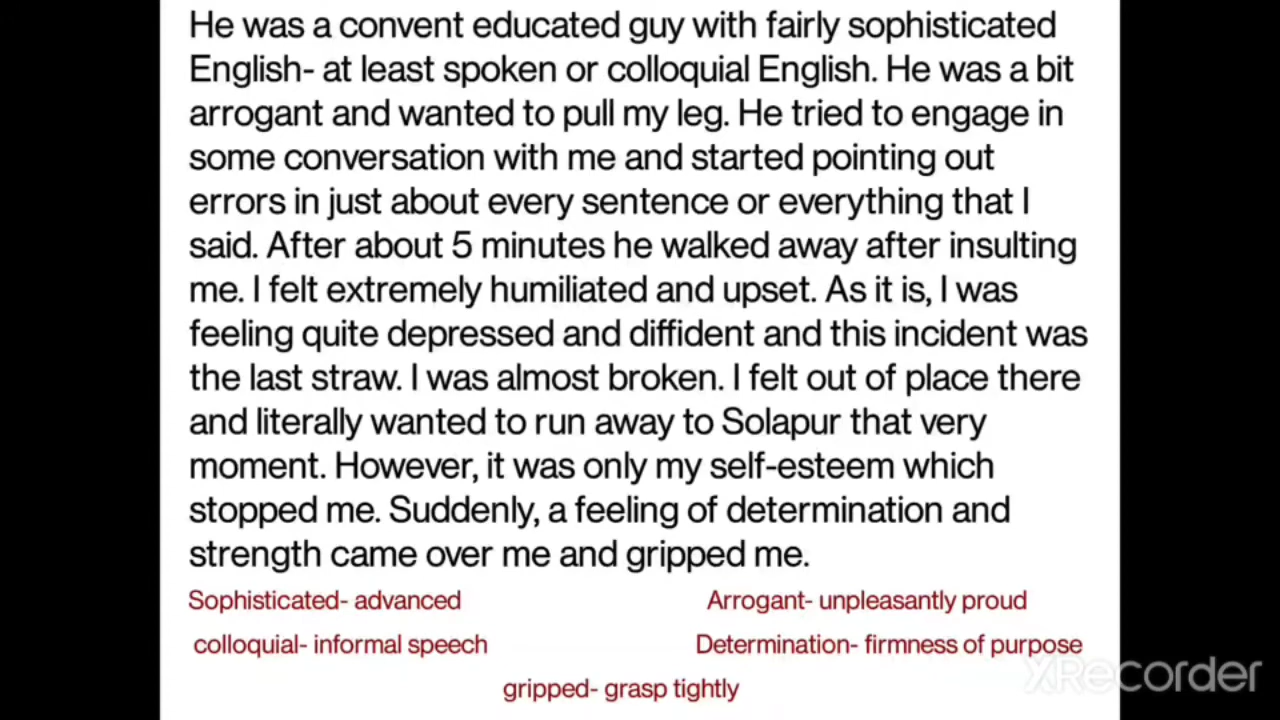 He was a convent educated guy with fairly sophisticated
English- at least spoken or colloquial English. He was a bit
arrogant and wanted to pull my leg. He tried to engage in
some conversation with me and started pointing out
errors in just about every sentence or everything that I
said. After about 5 minutes he walked away after insulting
me. I felt extremely humiliated and upset. As it is, I was
feeling quite depressed and diffident and this incident was
the last straw. I was almost broken. I felt out of place there
and literally wanted to run away to Solapur that very
moment. However, it was only my self-esteem which
stopped me. Suddenly, a feeling of determination and
strength came over me and gripped me.
Sophisticated- advanced
Arrogant- unpleasantly proud
colloquial- informal speech
Determination- firmness of purpose
gripped- grasp tightly
XRecorder